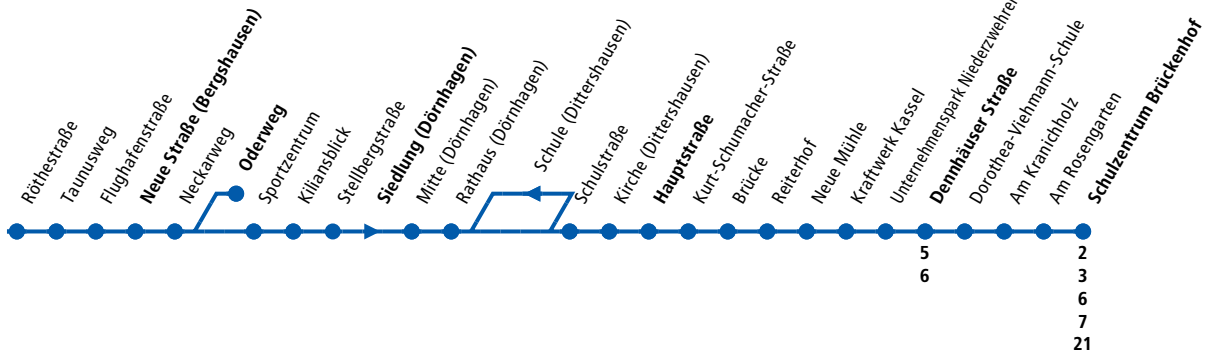 Röthestraße
Taunusweg
Flughafenstraße
Neue Straße (Bergshausen)
Neckarweg
Oderweg
Sportzentrum
Kiliansblick
Stellbergstraße
Siedlung (Dörnhagen)
Mitte (Dörnhagen)
Rathaus (Dörnhagen)
Schule (Dittershausen)
Schulstraße
Kirche (Dittershausen)
Hauptstraße
Kurt-Schumacher-Straße
Brücke
Reiterhof
Neue Mühle
Kraftwerk Kassel
Unternehmenspark Niederzwehren
Dennhäuser Straße
Dorothea-Viehmann-Schule
Am Kranichholz
Am Rosengarten
Schulzentrum Brückenhof
5
6
2
3
6
7
21